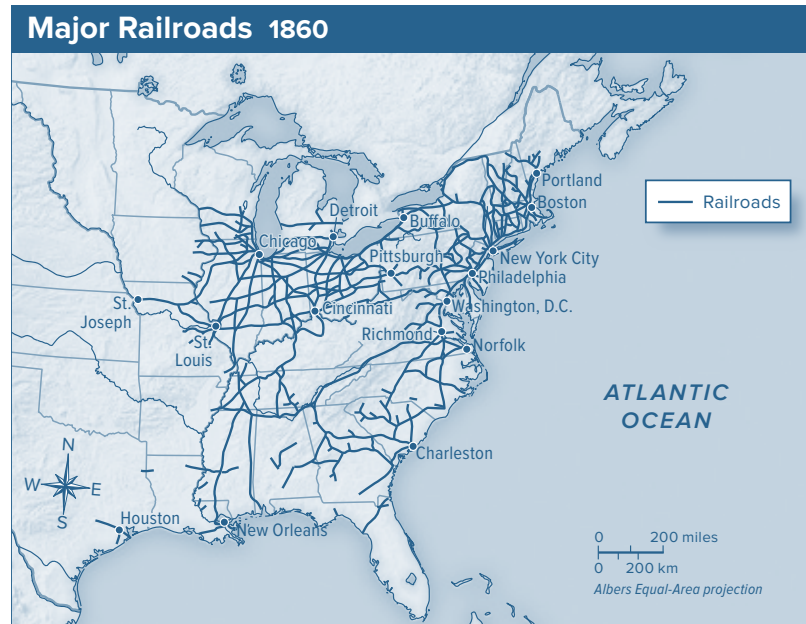 Major Railroads 1860
Portland
Boston
Railroads
Detroit
Buffalo
Chicago
Pittsburgh
New York City
Philadelphia
St.
Joseph
Cincinnati
Washington, D.C.
St.
Louis
Richmond
Norfolk
ATLANTIC
OCEAN
Charleston
N
W
E
S
Houston
New Orleans
0 200 miles
0 200 km
Albers Equal-Area projection